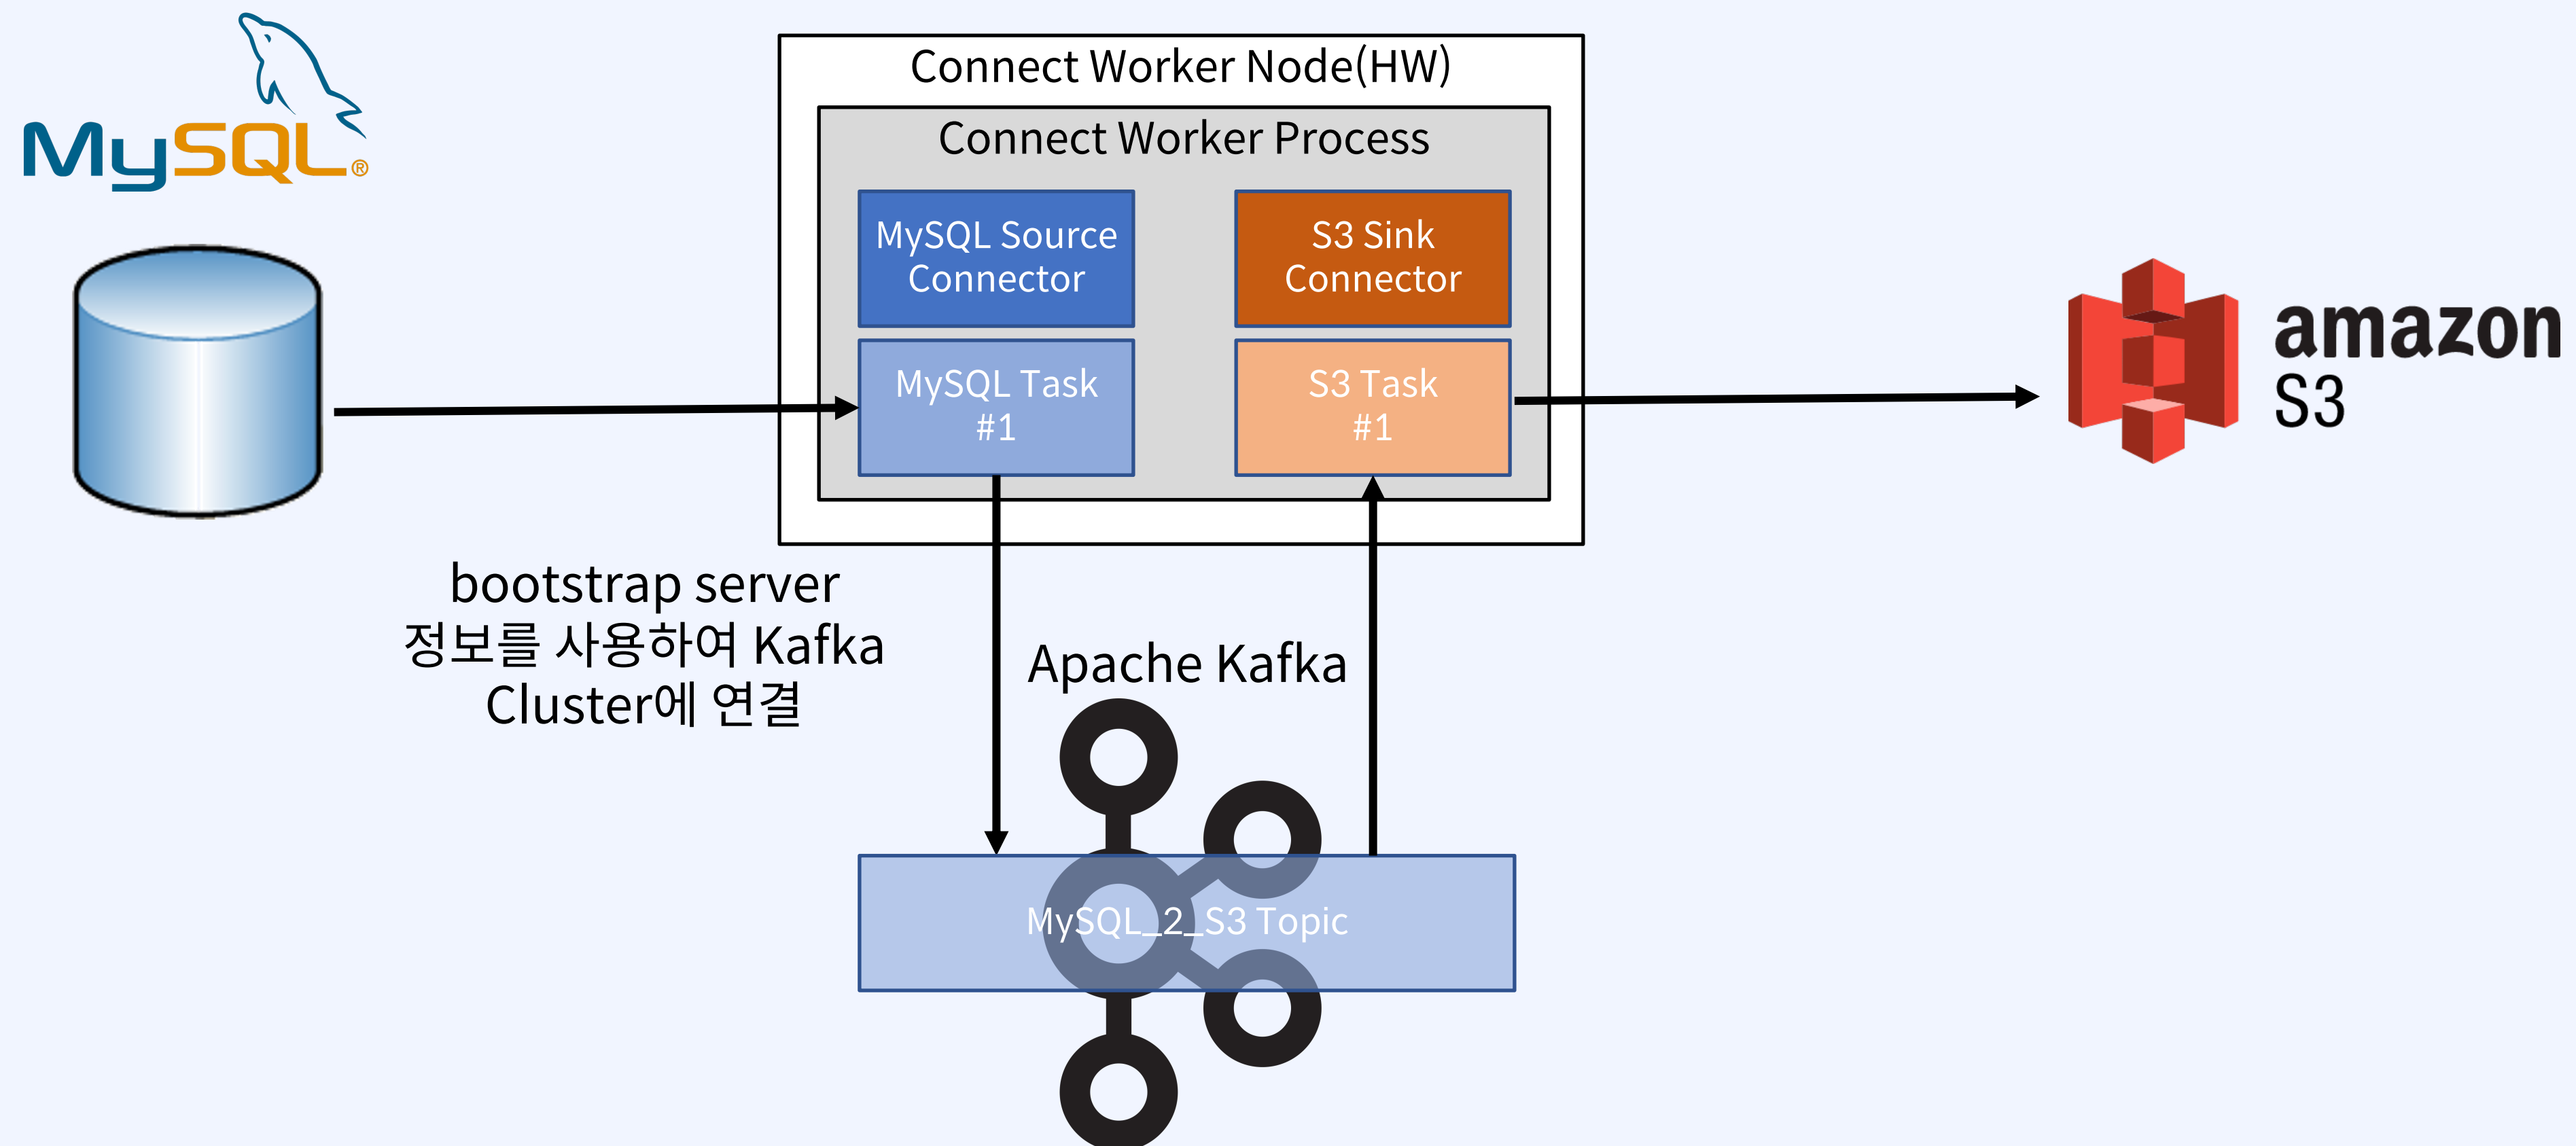 MySQL®
Connect Worker Node(HW)
Connect Worker Process
MySQL Source
Connector
S3 Sink
Connector
MySQL Task
#1
S3 Task
#1
amazon
S3
bootstrap server
정보를 사용하여 Kafka
Cluster에 연결
Apache Kafka
MySQL_2_S3 Topic